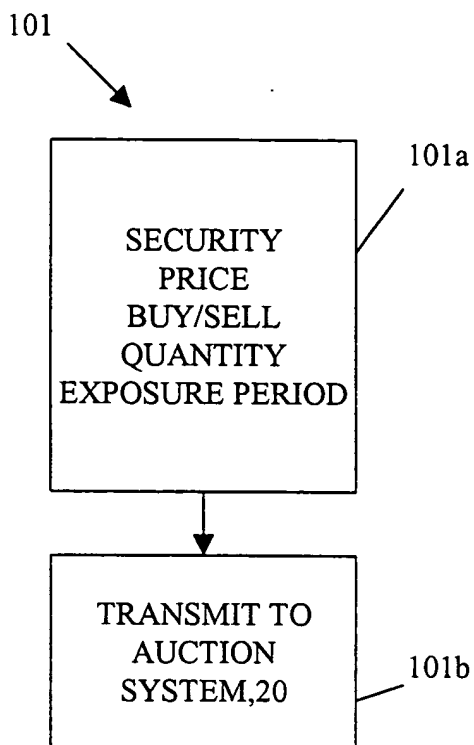 101
101a
SECURITY
PRICE
BUY/SELL
QUANTITY
EXPOSURE PERIOD
TRANSMIT TO
AUCTION
SYSTEM,20
101b